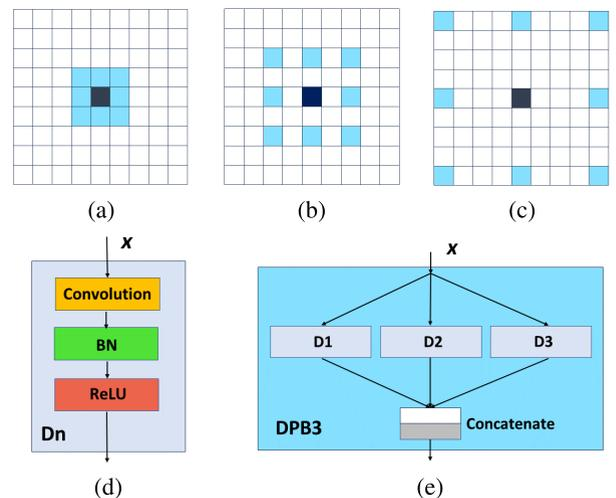 (a)
(b)
(c)
x
Convolution
BN
ReLU
Dn
(d)
x
D1
D2
D3
Concatenate
DPB3
(e)